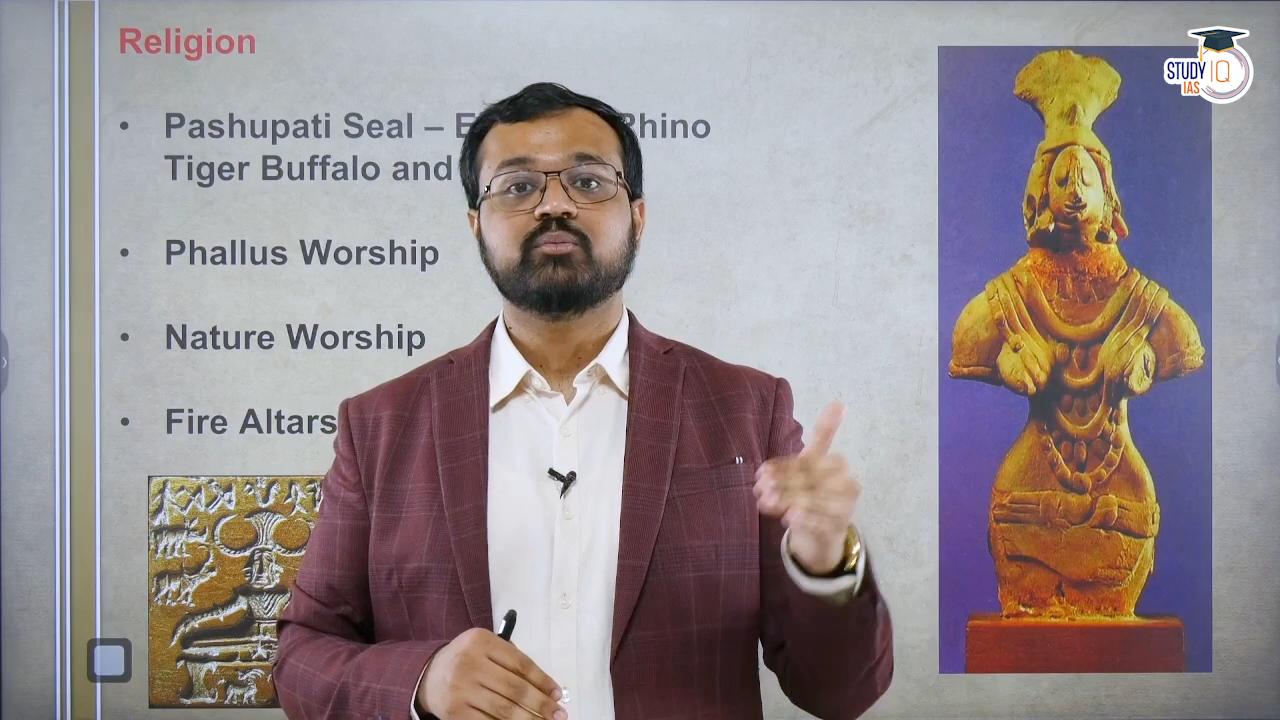 Religion
STUDY IQ
IAS
• Pashupati Seal – Rhino
Tiger Buffalo and
• Phallus Worship
• Nature Worship
• Fire Altars